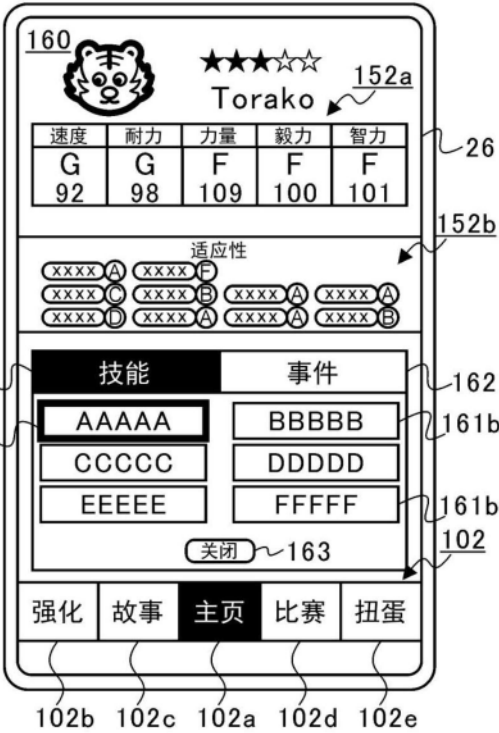 160
★★★☆☆
Torako
152a
速度 耐力 力量 毅力 智力
G G F F F
92 98 109 100 101
26
152b
适应性
xxxx A xxxx F
xxxx C xxxx B xxxx A xxxx A
xxxx D xxxx A xxxx A xxxx B
技能 事件
162
AAAAA BBBBB
161b
CCCCC DDDDD
EEEEE FFFFF
161b
关闭 163
102
强化 故事 主页 比赛 扭蛋
102b 102c 102a 102d 102e